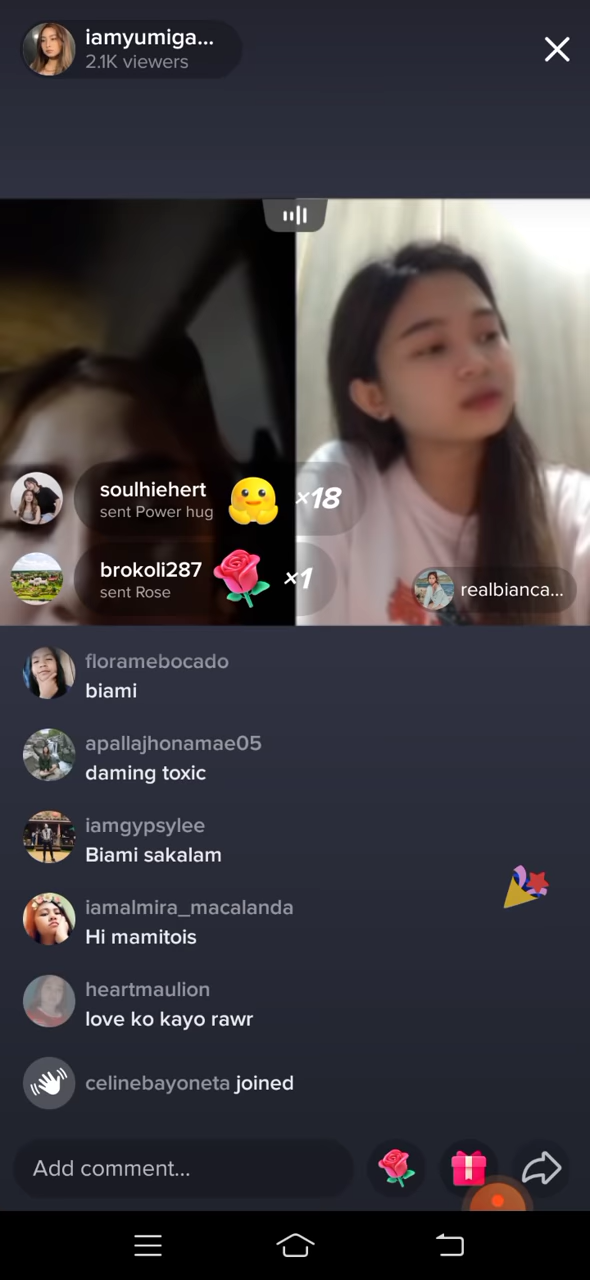 iamyumiga...
2.1K viewers
soulhiehert
sent Power hug
×18
brokoli287
sent Rose
×1
realbianca...
floramebocado
biami
apallajhonamae05
daming toxic
iamgypsylee
Biami sakalam
iamalmira_macalanda
Hi mamitois
heartmaulion
love ko kayo rawr
celinebayoneta joined
Add comment...